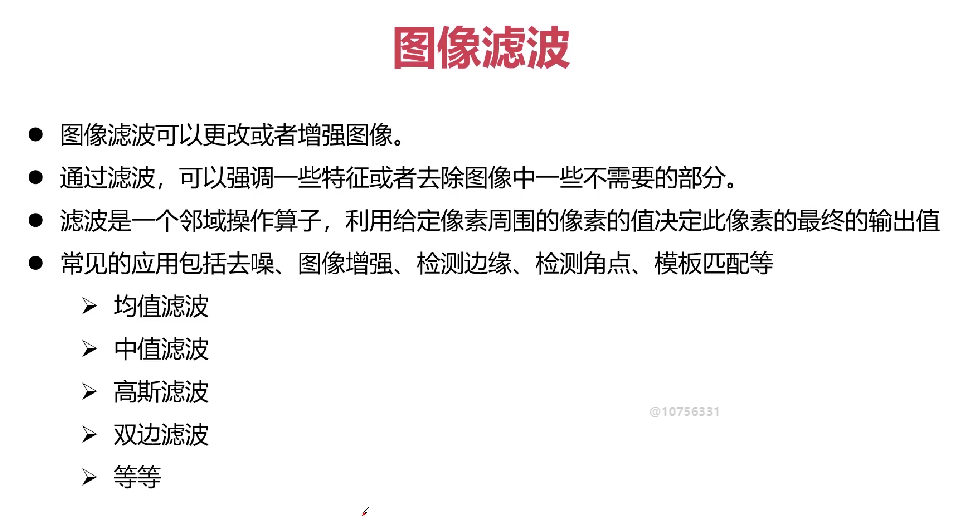 图像滤波
● 图像滤波可以更改或者增强图像。
● 通过滤波，可以强调一些特征或者去除图像中一些不需要的部分。
● 滤波是一个邻域操作算子，利用给定像素周围的像素的值决定此像素的最终的输出值
● 常见的应用包括去噪、图像增强、检测边缘、检测角点、模板匹配等
➢ 均值滤波
➢ 中值滤波
➢ 高斯滤波
@10756331
➢ 双边滤波
➢ 等等